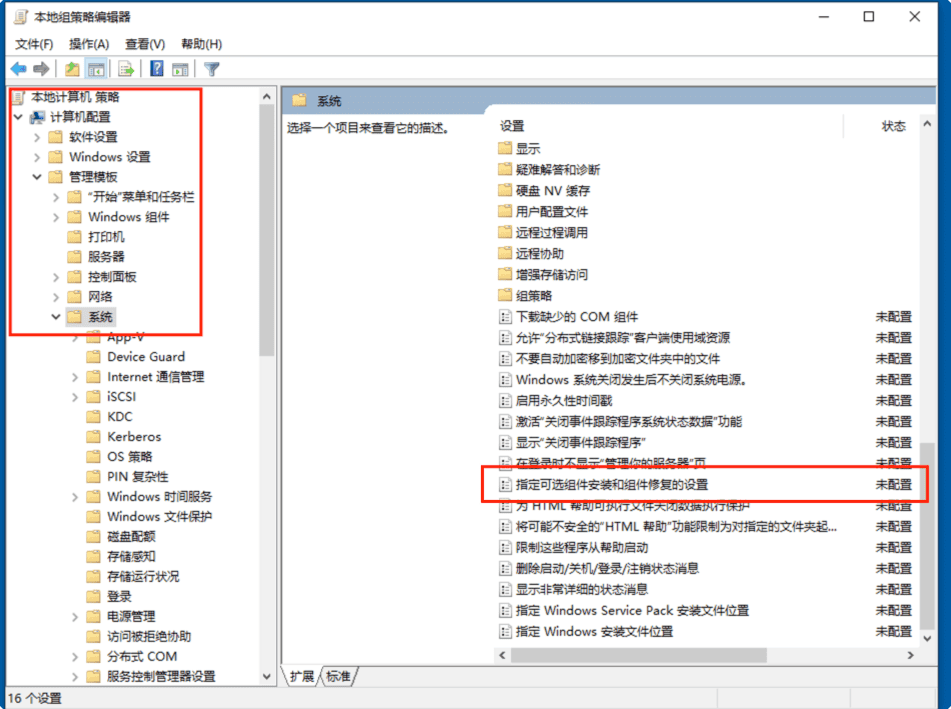 本地组策略编辑器
文件(F) 操作(A) 查看(V) 帮助(H)
本地计算机 策略
计算机配置
软件设置
Windows 设置
管理模板
"开始"菜单和任务栏
Windows 组件
打印机
服务器
控制面板
网络
系统
App-V
Device Guard
Internet 通信管理
iSCSI
KDC
Kerberos
OS 策略
PIN 复杂性
Windows 时间服务
Windows 文件保护
磁盘配额
存储感知
存储运行状况
登录
电源管理
访问被拒绝协助
分布式 COM
服务控制管理器设置
系统
选择一个项目来查看它的描述。
设置 状态
显示
疑难解答和诊断
硬盘 NV 缓存
用户配置文件
远程过程调用
远程协助
增强存储访问
组策略
下载缺少的 COM 组件 未配置
允许"分布式链接跟踪"客户端使用域资源 未配置
不要自动加密移到加密文件夹中的文件 未配置
Windows 系统关闭发生后不关闭系统电源。 未配置
启用永久性时间戳 未配置
激活"关闭事件跟踪程序系统状态数据"功能 未配置
显示"关闭事件跟踪程序" 未配置
在登录时不显示"管理你的服务器"页 未配置
指定可选组件安装和组件修复的设置 未配置
为 HTML 帮助可执行文件关闭数据执行保护 未配置
将可能不安全的"HTML 帮助"功能限制为对指定的文件夹起... 未配置
限制这些程序从帮助启动 未配置
删除启动/关机/登录/注销状态消息 未配置
显示非常详细的状态消息 未配置
指定 Windows Service Pack 安装文件位置 未配置
指定 Windows 安装文件位置 未配置
扩展 标准
16 个设置